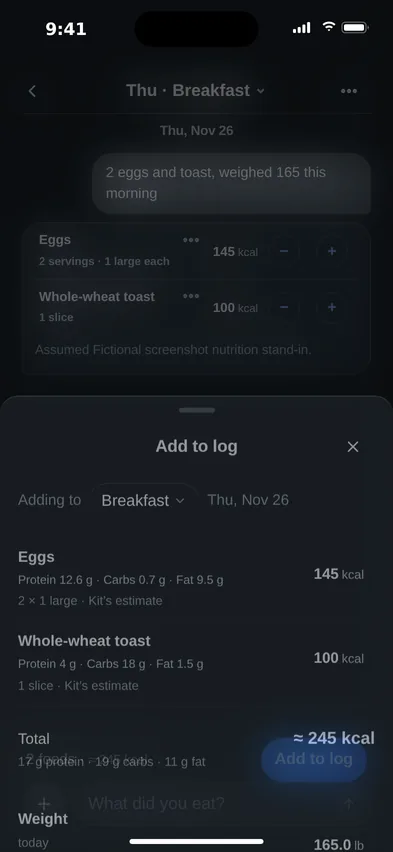 9:41
Thu · Breakfast
Thu, Nov 26
2 eggs and toast, weighed 165 this
morning
Eggs
2 servings · 1 large each
145 kcal
Whole-wheat toast
1 slice
100 kcal
Assumed Fictional screenshot nutrition stand-in.
Add to log
Adding to Breakfast Thu, Nov 26
Eggs
Protein 12.6 g · Carbs 0.7 g · Fat 9.5 g
2 × 1 large · Kit's estimate
145 kcal
Whole-wheat toast
Protein 4 g · Carbs 18 g · Fat 1.5 g
1 slice · Kit's estimate
100 kcal
Total
≈ 245 kcal
17 g protein · 19 g carbs · 11 g fat
Add to log
What did you eat?
Weight
today
165.0 lb